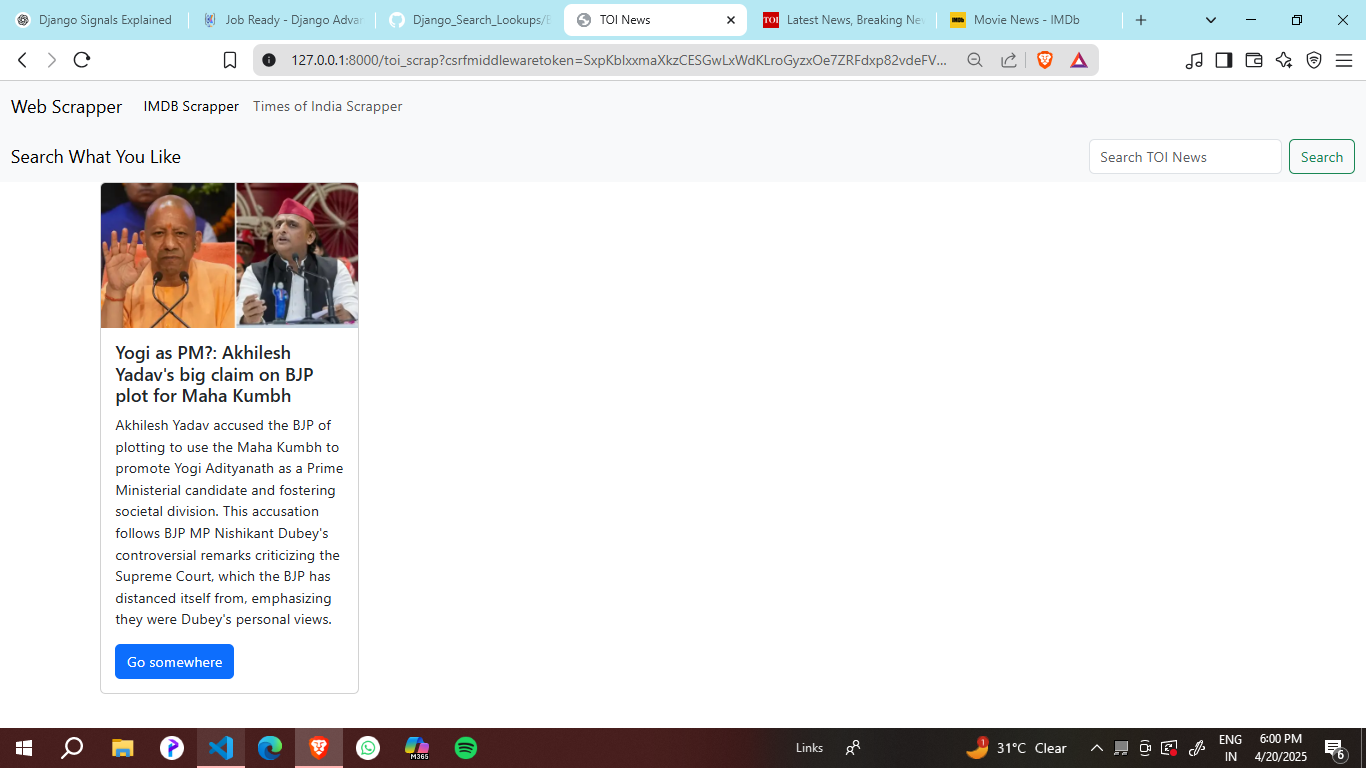 Django Signals Explained
Job Ready - Django Advan
Django_Search_Lookups/E
TOI News
Latest News, Breaking Ne
Movie News - IMDb
127.0.0.1:8000/toi_scrap?csrfmiddlewaretoken=SxpKbIxxmaXkzCESGwLxWdKLroGyzxOe7ZRFdxp82vdeFV...
Web Scrapper IMDB Scrapper Times of India Scrapper
Search What You Like Search TOI News Search
Yogi as PM?: Akhilesh
Yadav's big claim on BJP
plot for Maha Kumbh
Akhilesh Yadav accused the BJP of
plotting to use the Maha Kumbh to
promote Yogi Adityanath as a Prime
Ministerial candidate and fostering
societal division. This accusation
follows BJP MP Nishikant Dubey's
controversial remarks criticizing the
Supreme Court, which the BJP has
distanced itself from, emphasizing
they were Dubey's personal views.
Go somewhere
M365
Links
1
31°C Clear
ENG
IN
6:00 PM
4/20/2025
6